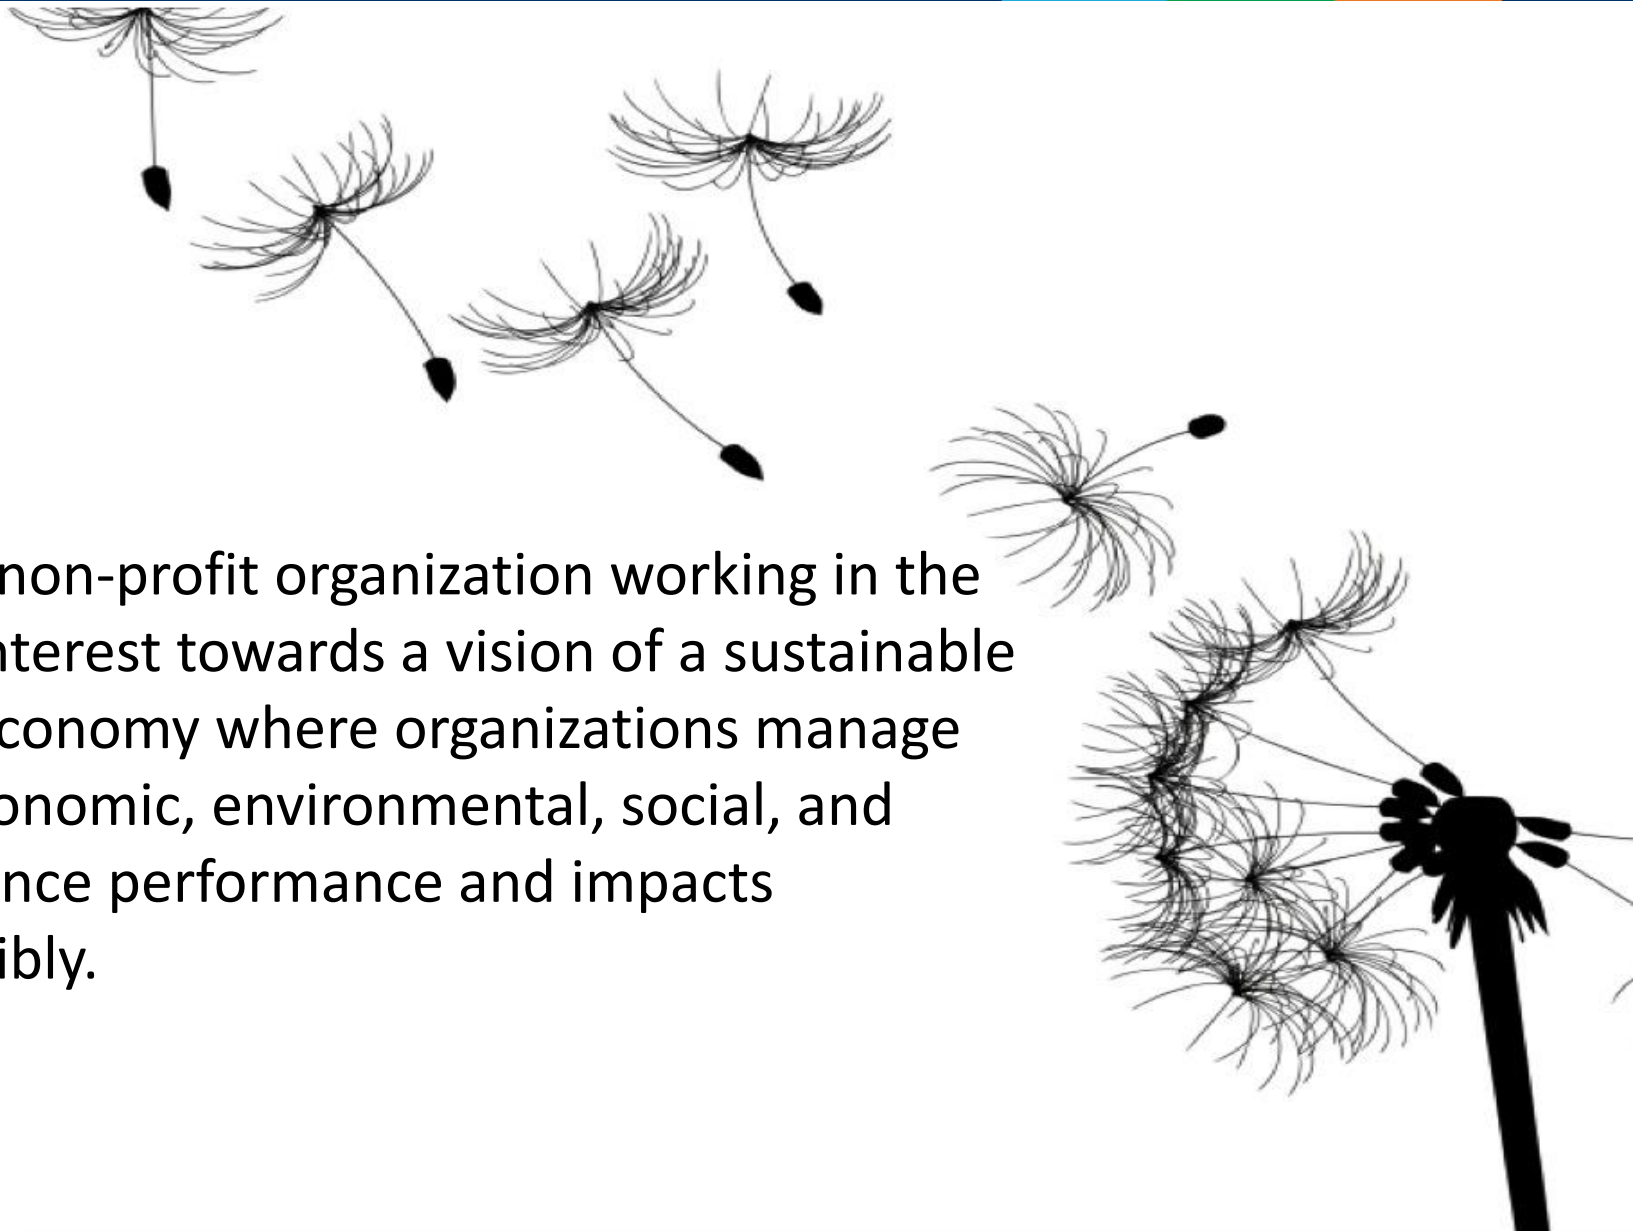 non-profit organization working in the
nterest towards a vision of a sustainable
conomy where organizations manage
onomic, environmental, social, and
nce performance and impacts
ibly.